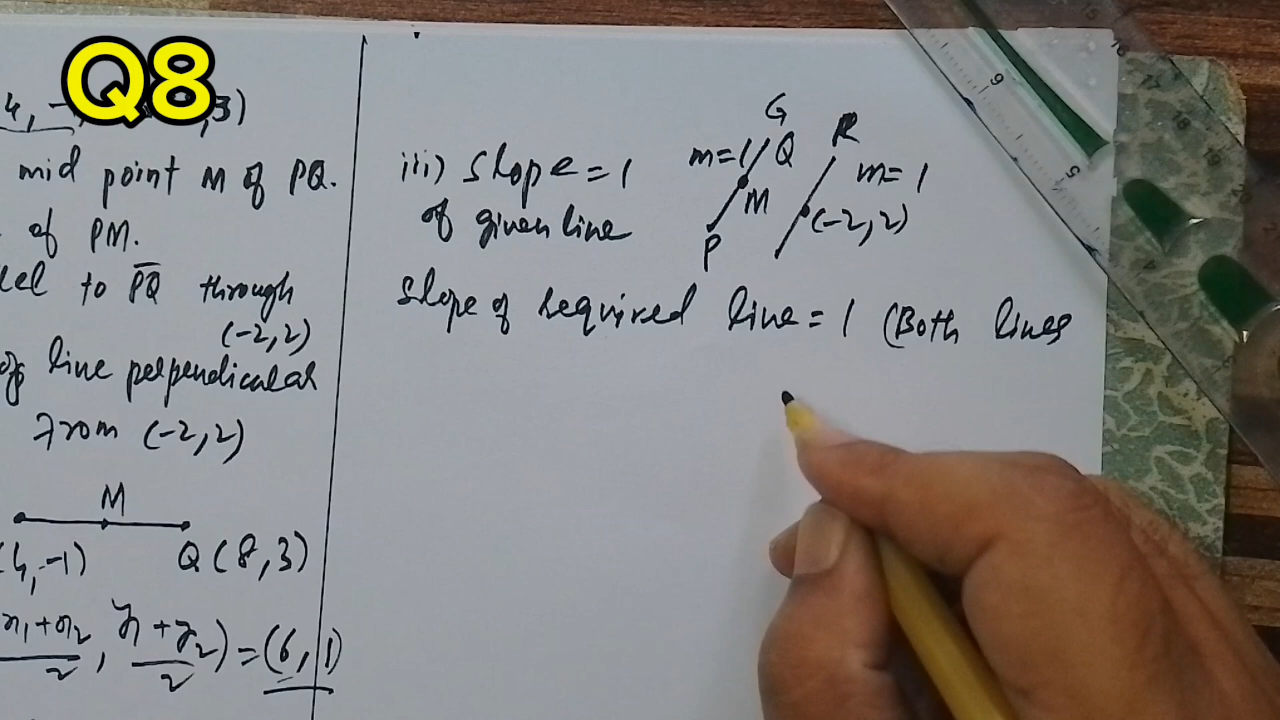 Q8
4, -1) , 3)
mid point M of PQ.
of PM.
lel to PQ through
(-2,2)
of line perpendicular
From (-2,2)
M
(4,-1) Q(8,3)
x1+x2/2, y1+y2/2) = (6,1)
iii) Slope = 1
of given line
G
m=1 Q
M
P
R
m=1
(-2,2)
Slope of required line = 1 (Both lines
6
5